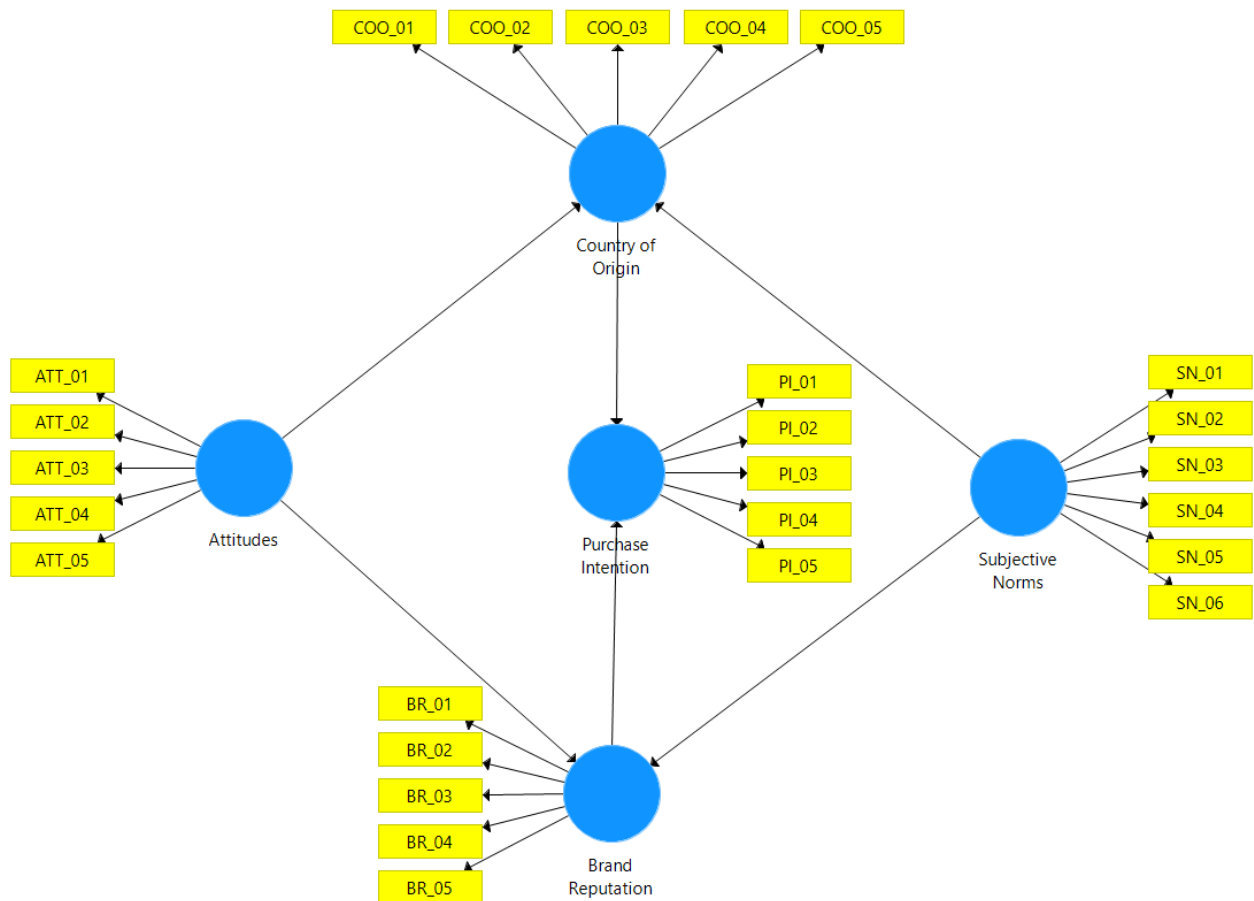 COO_01
COO_02
COO_03
COO_04
COO_05
Country of
Origin
ATT_01
ATT_02
ATT_03
ATT_04
ATT_05
Attitudes
PI_01
PI_02
PI_03
PI_04
PI_05
Purchase
Intention
SN_01
SN_02
SN_03
SN_04
SN_05
SN_06
Subjective
Norms
BR_01
BR_02
BR_03
BR_04
BR_05
Brand
Reputation